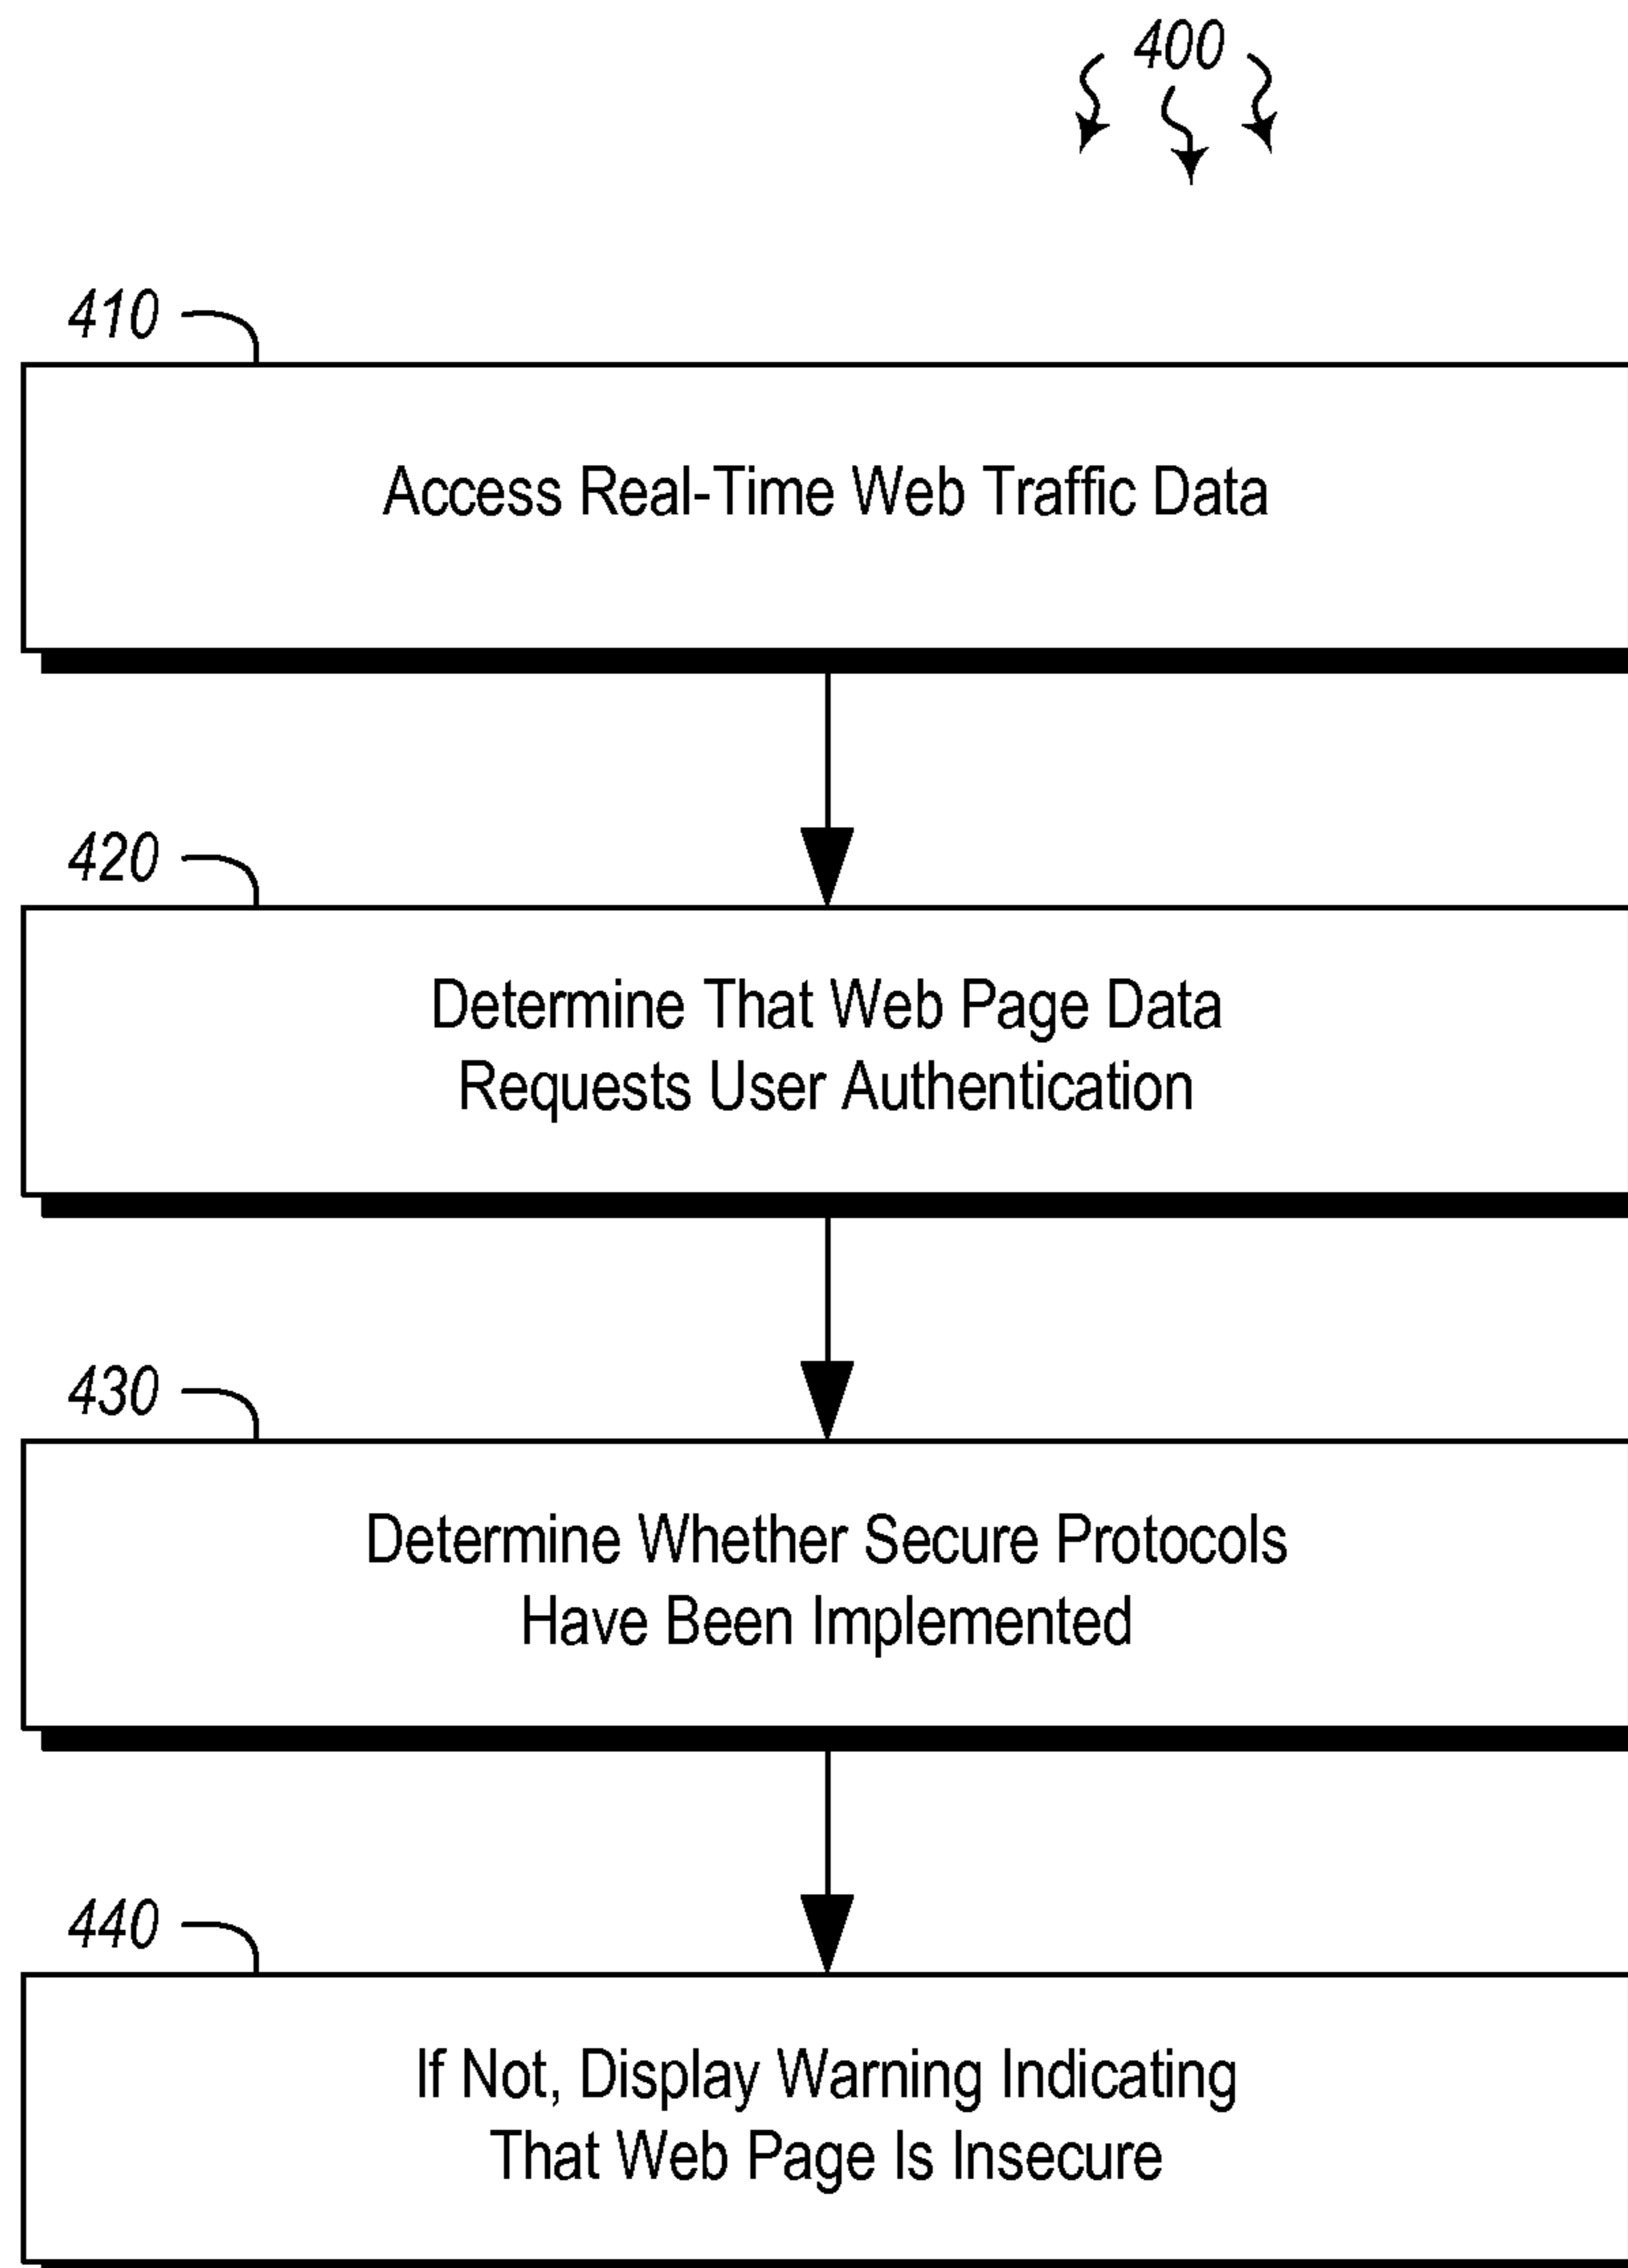 400
410
Access Real-Time Web Traffic Data
420
Determine That Web Page Data
Requests User Authentication
430
Determine Whether Secure Protocols
Have Been Implemented
440
If Not, Display Warning Indicating
That Web Page Is Insecure